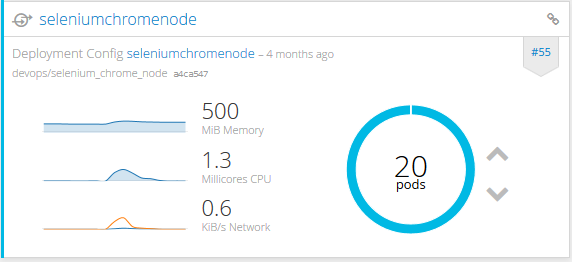 seleniumchromenode
Deployment Config seleniumchromenode – 4 months ago
#55
devops/selenium_chrome_node a4ca547
500
MiB Memory
1.3
Millicores CPU
0.6
KiB/s Network
20
pods